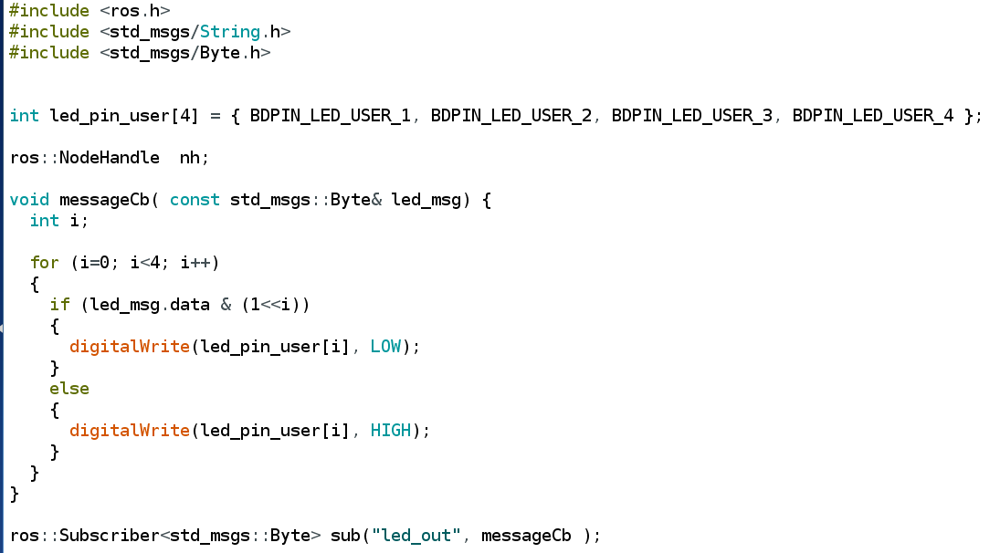 #include <ros.h>
#include <std_msgs/String.h>
#include <std_msgs/Byte.h>
int led_pin_user[4] = { BDPIN_LED_USER_1, BDPIN_LED_USER_2, BDPIN_LED_USER_3, BDPIN_LED_USER_4 };
ros::NodeHandle  nh;
void messageCb( const std_msgs::Byte& led_msg) {
  int i;
  for (i=0; i<4; i++)
  {
    if (led_msg.data & (1<<i))
    {
      digitalWrite(led_pin_user[i], LOW);
    }
    else
    {
      digitalWrite(led_pin_user[i], HIGH);
    }
  }
}
ros::Subscriber<std_msgs::Byte> sub("led_out", messageCb );